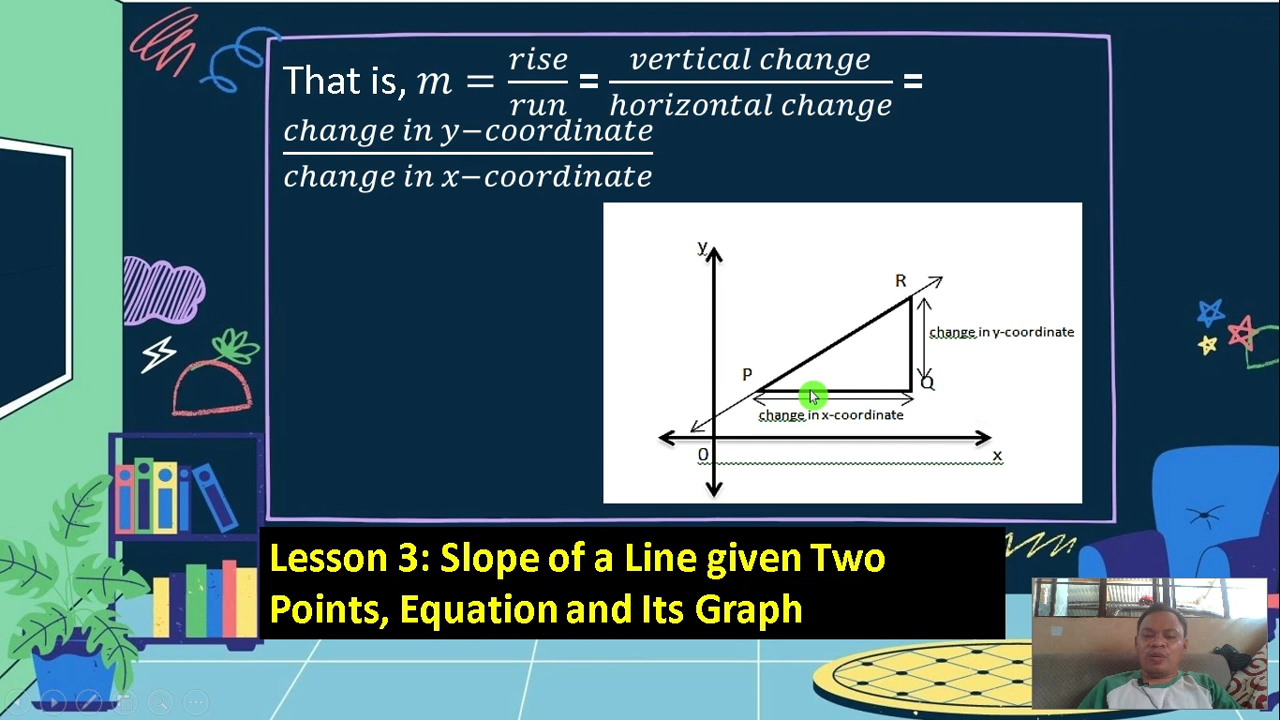 That is, m = rise/run = vertical change/horizontal change =
change in y−coordinate/change in x−coordinate
y
R
change in y-coordinate
P
Q
change in x-coordinate
0
x
Lesson 3: Slope of a Line given Two
Points, Equation and Its Graph